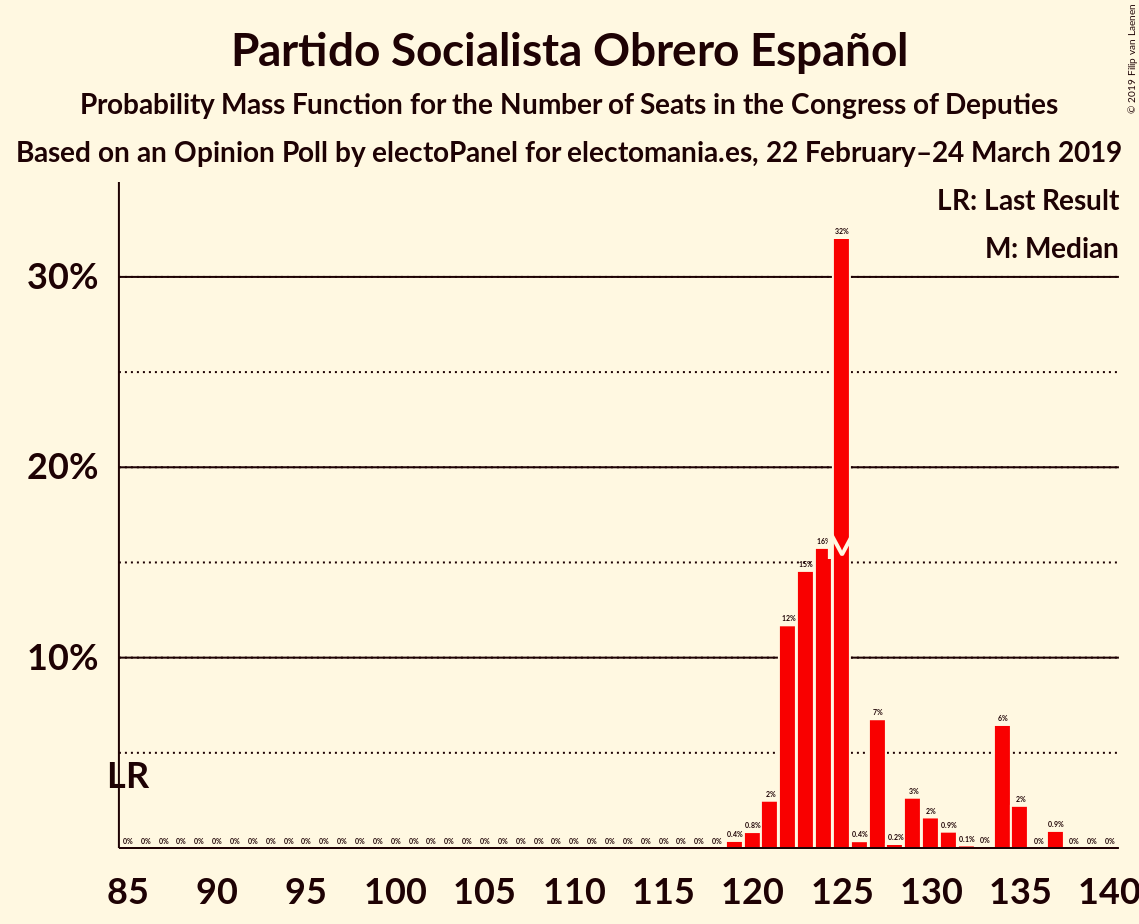 Partido Socialista Obrero Español
Probability Mass Function for the Number of Seats in the Congress of Deputies
Based on an Opinion Poll by electoPanel for electomania.es, 22 February–24 March 2019
© 2019 Filip van Laenen
LR: Last Result
M: Median
30%
20%
10%
LR
M
0% 0% 0% 0% 0% 0% 0% 0% 0% 0% 0% 0% 0% 0% 0% 0% 0% 0% 0% 0% 0% 0% 0% 0% 0% 0% 0% 0% 0% 0% 0% 0% 0% 0% 0.4% 0.8% 2% 12% 15% 16% 32% 0.4% 7% 0.2% 3% 2% 0.9% 0.1% 0% 6% 2% 0% 0.9% 0% 0% 0%
85 90 95 100 105 110 115 120 125 130 135 140